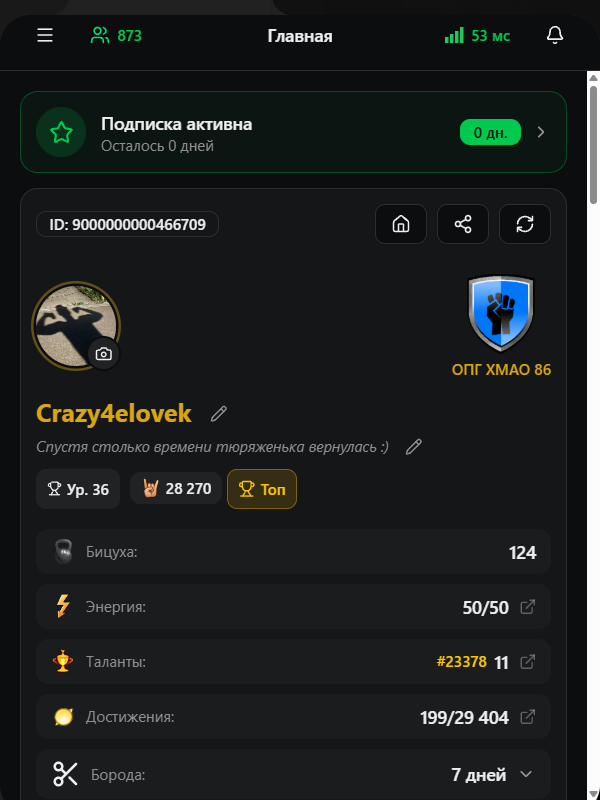 873
Главная
53 мс
Подписка активна
Осталось 0 дней
0 дн.
ID: 9000000000466709
ОПГ ХМАО 86
Crazy4elovek
Спустя столько времени тюряженька вернулась :)
Ур. 36
28 270
Топ
Бицуха:
124
Энергия:
50/50
Таланты:
#23378 11
Достижения:
199/29 404
Борода:
7 дней